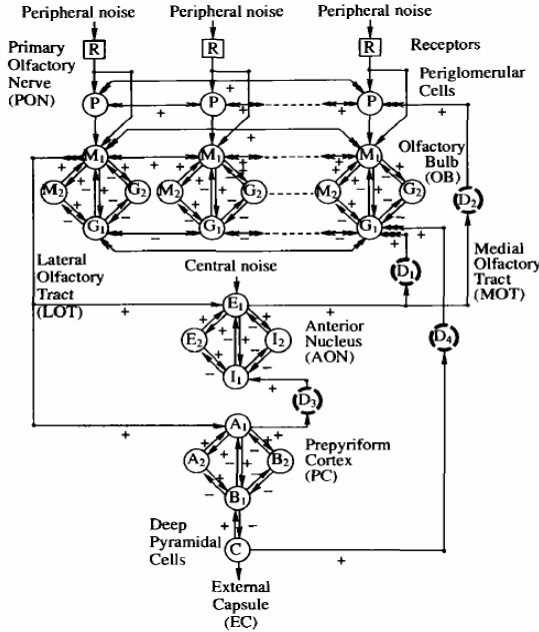 Peripheral noise Peripheral noise Peripheral noise
Primary
Olfactory
Nerve
(PON)
R R R
Receptors
Periglomerular
Cells
P P P
+ + +
+ +
M₁ M₁ M₁
Olfactory
Bulb
(OB)
M₂ G₂ M₂ G₂ M₂ G₂
D₂
G₁ G₁ G₁
− −
−
Lateral
Olfactory
Tract
(LOT)
Central noise
D₁
Medial
Olfactory
Tract
(MOT)
E₁
+ + +
Anterior
Nucleus
(AON)
E₂ I₂
D₄
I₁
+
D₃
A₁
+
Prepyriform
Cortex
(PC)
A₂ B₂
B₁
+ −
Deep
Pyramidal
Cells
C
+
External
Capsule
(EC)